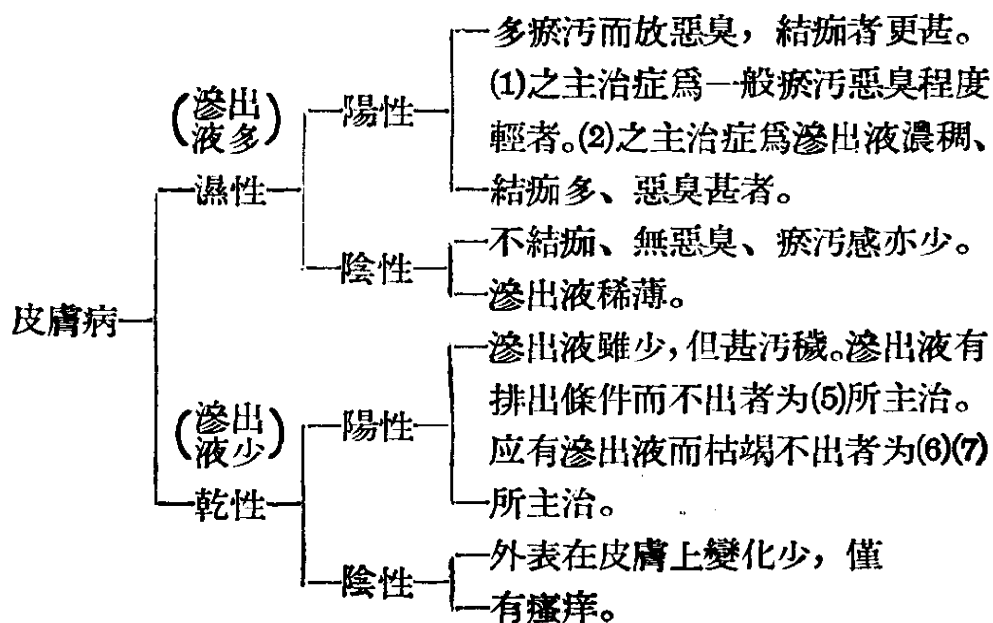 皮膚病
濕性
(滲出
液多)
陽性
多瘀汚而放惡臭，結痂者更甚。
(1)之主治症爲一般瘀汚惡臭程度
輕者。(2)之主治症爲滲出液濃稠、
結痂多、惡臭甚者。
陰性
不結痂、無惡臭、瘀汚感亦少。
滲出液稀薄。
乾性
(滲出
液少)
陽性
滲出液雖少，但甚汚穢。滲出液有
排出條件而不出者为(5)所主治。
应有滲出液而枯竭不出者为(6)(7)
所主治。
陰性
外表在皮膚上變化少，僅
有瘙痒。